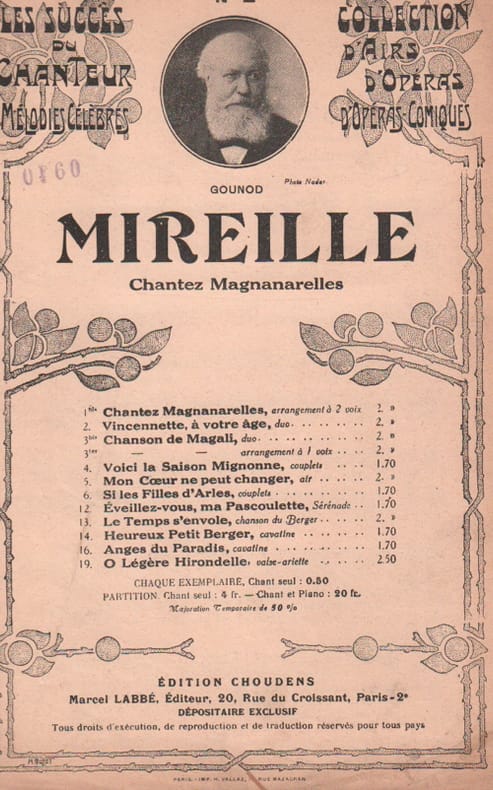 LES SUCCÈS
DU
CHANTEUR
MÉLODIES CÉLÈBRES
COLLECTION
D'AIRS
D'OPÉRAS
D'OPÉRAS-COMIQUES
0f60
GOUNOD
Photo Nadar
MIREILLE
Chantez Magnanarelles
1bis Chantez Magnanarelles, arrangement à 2 voix 2. »
2. Vincennette, à votre âge, duo 2. »
3bis Chanson de Magali, duo 2. »
3ter — — arrangement à 1 voix 2. »
4. Voici la Saison Mignonne, couplets 1.70
5. Mon Cœur ne peut changer, air 2. »
6. Si les Filles d'Arles, couplets 1.70
12. Éveillez-vous, ma Pascoulette, Sérénade 1.70
13. Le Temps s'envole, chanson du Berger 2. »
14. Heureux Petit Berger, cavatine 1.70
16. Anges du Paradis, cavatine 1.70
19. O Légère Hirondelle, valse-ariette 2.50
CHAQUE EXEMPLAIRE, Chant seul : 0.50
PARTITION. Chant seul : 4 fr. — Chant et Piano : 20 fr.
Majoration Temporaire de 50 %
ÉDITION CHOUDENS
Marcel LABBÉ, Éditeur, 20, Rue du Croissant, Paris-2e
DÉPOSITAIRE EXCLUSIF
Tous droits d'exécution, de reproduction et de traduction réservés pour tous pays
PARIS. - IMP. H. VALLEZ, RUE MAZAGRAN